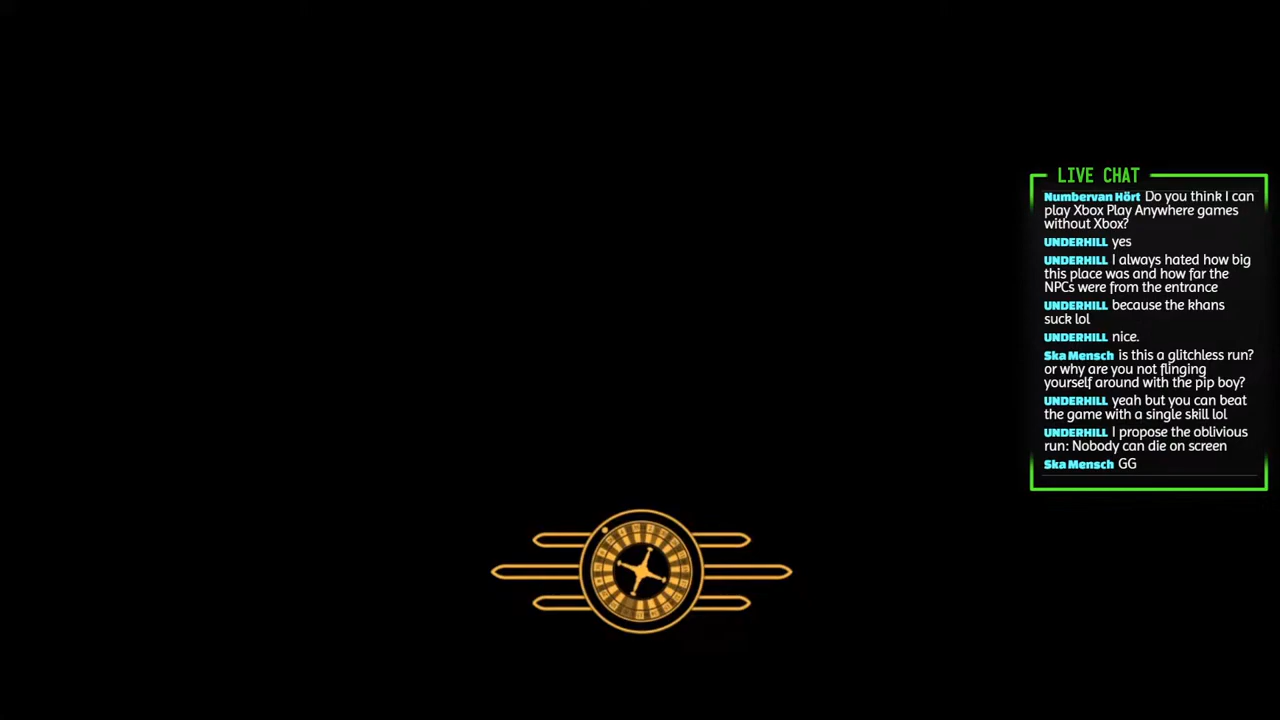 LIVE CHAT
Numbervan Hört Do you think I can
play Xbox Play Anywhere games
without Xbox?
UNDERHILL yes
UNDERHILL I always hated how big
this place was and how far the
NPCs were from the entrance
UNDERHILL because the khans
suck lol
UNDERHILL nice.
Ska Mensch is this a glitchless run?
or why are you not flinging
yourself around with the pip boy?
UNDERHILL yeah but you can beat
the game with a single skill lol
UNDERHILL I propose the oblivious
run: Nobody can die on screen
Ska Mensch GG